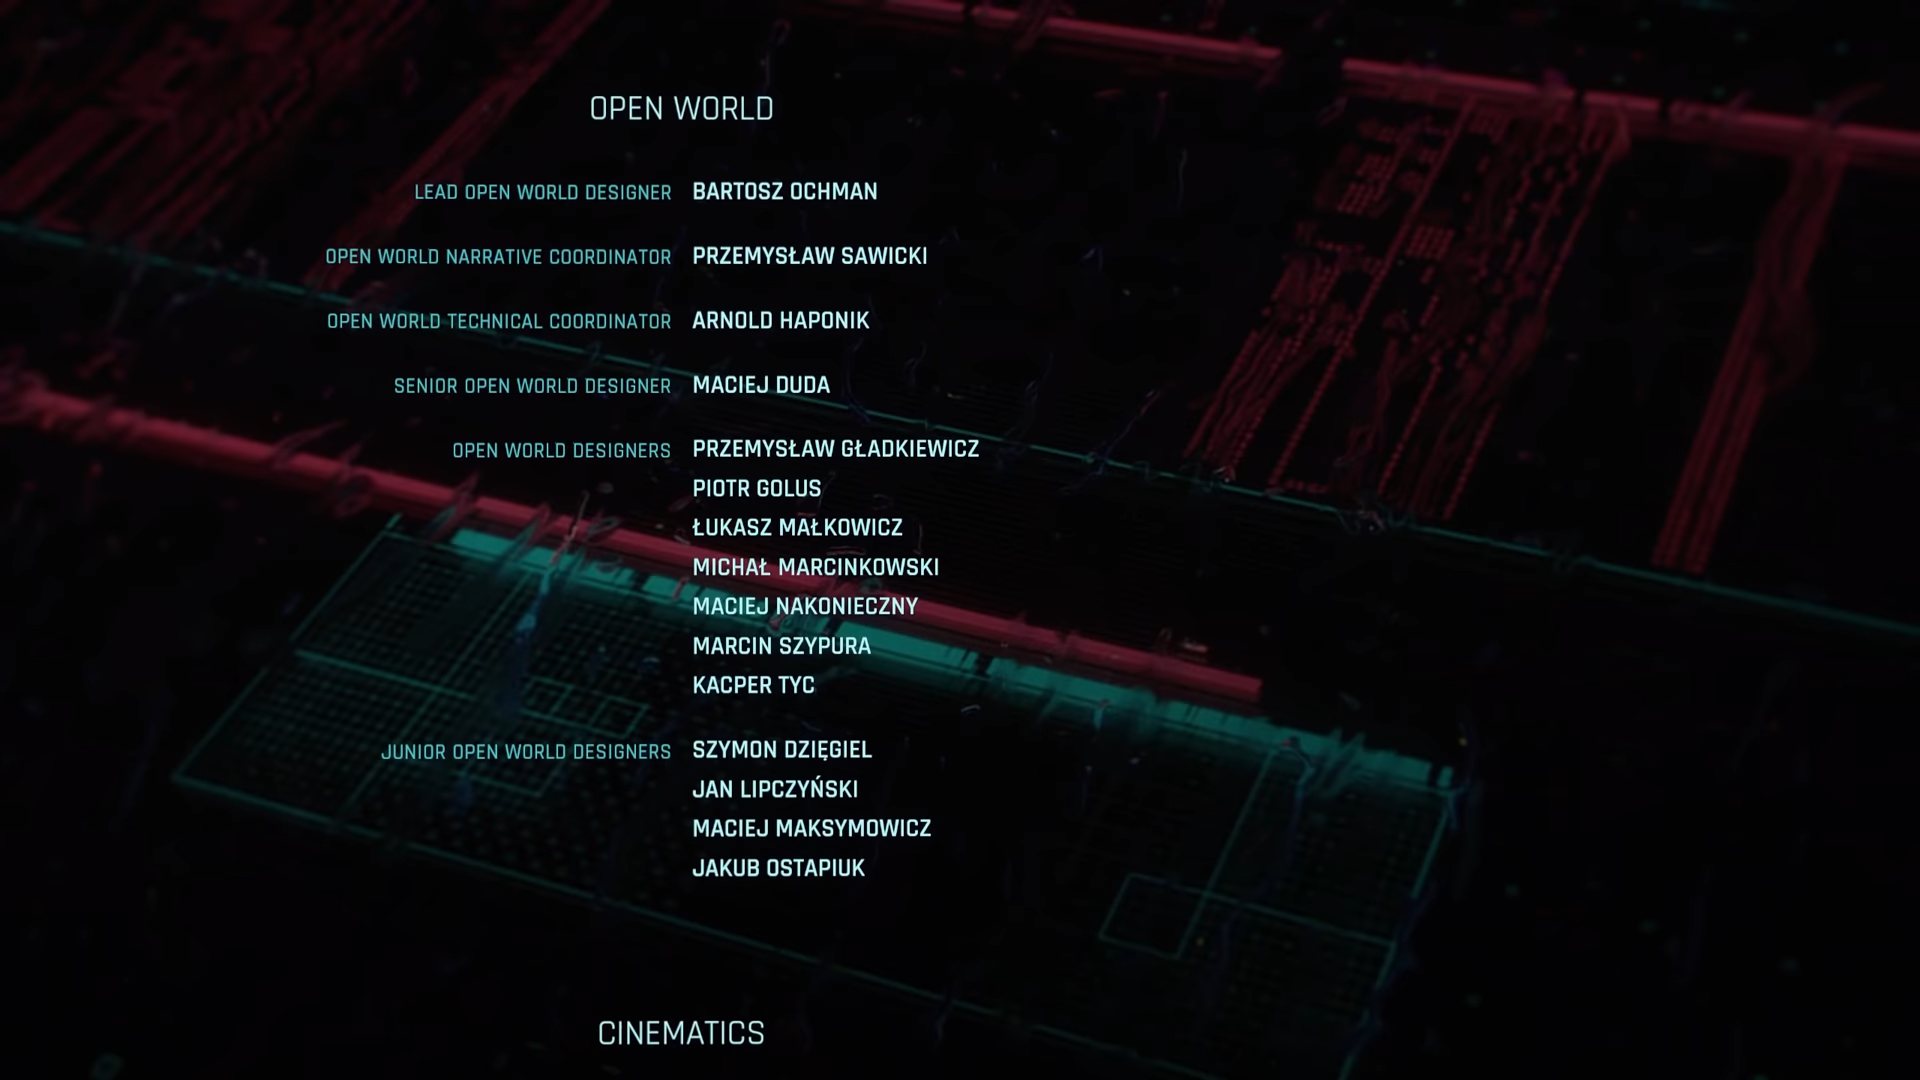 OPEN WORLD
LEAD OPEN WORLD DESIGNER BARTOSZ OCHMAN
OPEN WORLD NARRATIVE COORDINATOR PRZEMYSŁAW SAWICKI
OPEN WORLD TECHNICAL COORDINATOR ARNOLD HAPONIK
SENIOR OPEN WORLD DESIGNER MACIEJ DUDA
OPEN WORLD DESIGNERS PRZEMYSŁAW GŁADKIEWICZ
PIOTR GOLUS
ŁUKASZ MAŁKOWICZ
MICHAŁ MARCINKOWSKI
MACIEJ NAKONIECZNY
MARCIN SZYPURA
KACPER TYC
JUNIOR OPEN WORLD DESIGNERS SZYMON DZIĘGIEL
JAN LIPCZYŃSKI
MACIEJ MAKSYMOWICZ
JAKUB OSTAPIUK
CINEMATICS